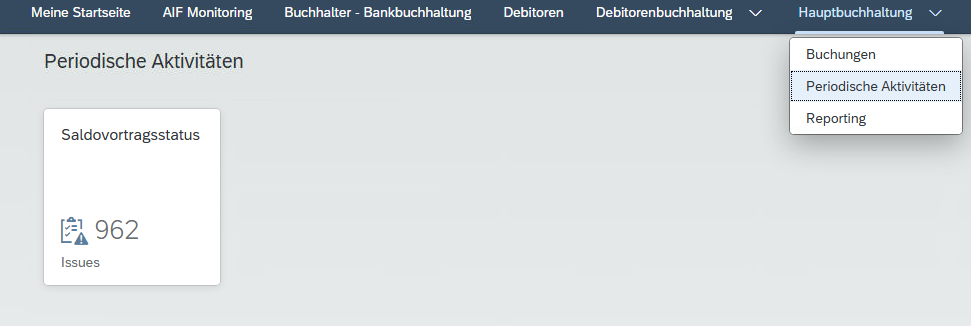 Meine Startseite AIF Monitoring Buchhalter - Bankbuchhaltung Debitoren Debitorenbuchhaltung Hauptbuchhaltung
Buchungen
Periodische Aktivitäten
Reporting
Periodische Aktivitäten
Saldovortragsstatus
962
Issues